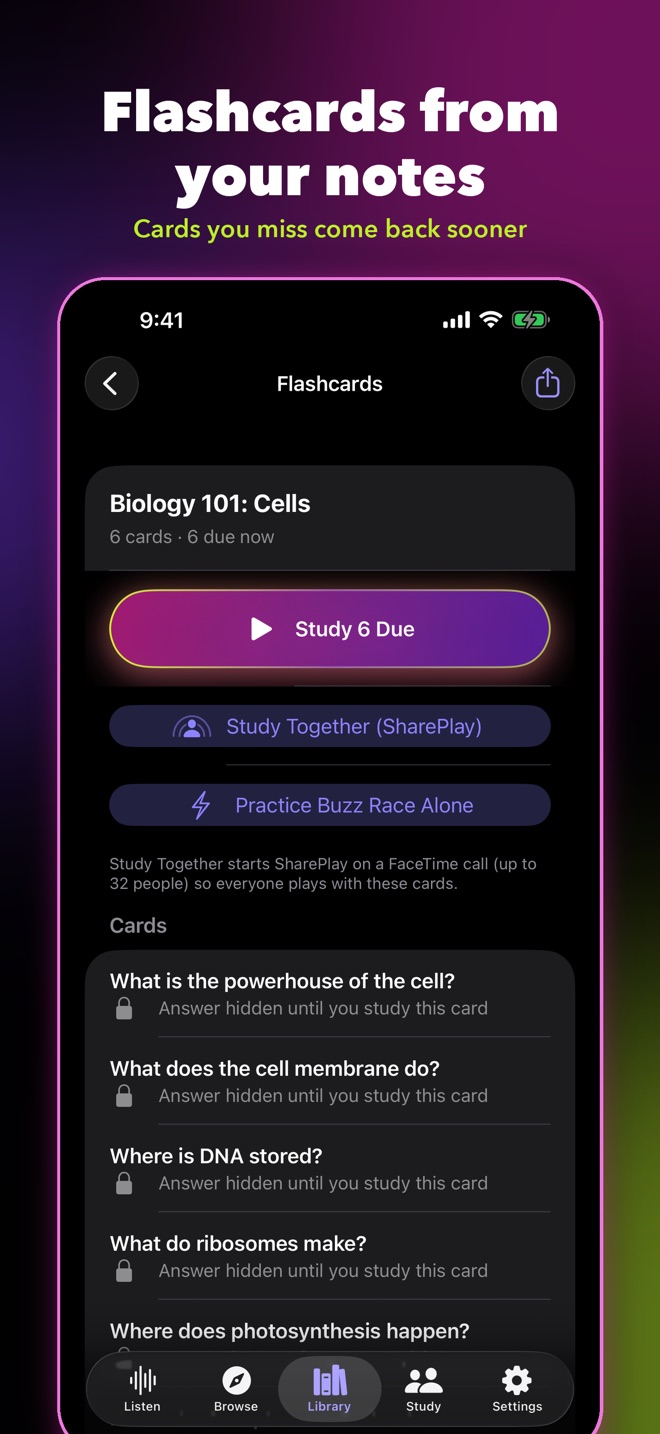 Flashcards from
your notes
Cards you miss come back sooner
9:41
Flashcards
Biology 101: Cells
6 cards · 6 due now
Study 6 Due
Study Together (SharePlay)
Practice Buzz Race Alone
Study Together starts SharePlay on a FaceTime call (up to
32 people) so everyone plays with these cards.
Cards
What is the powerhouse of the cell?
Answer hidden until you study this card
What does the cell membrane do?
Answer hidden until you study this card
Where is DNA stored?
Answer hidden until you study this card
What do ribosomes make?
Answer hidden until you study this card
Where does photosynthesis happen?
Listen
Browse
Library
Study
Settings